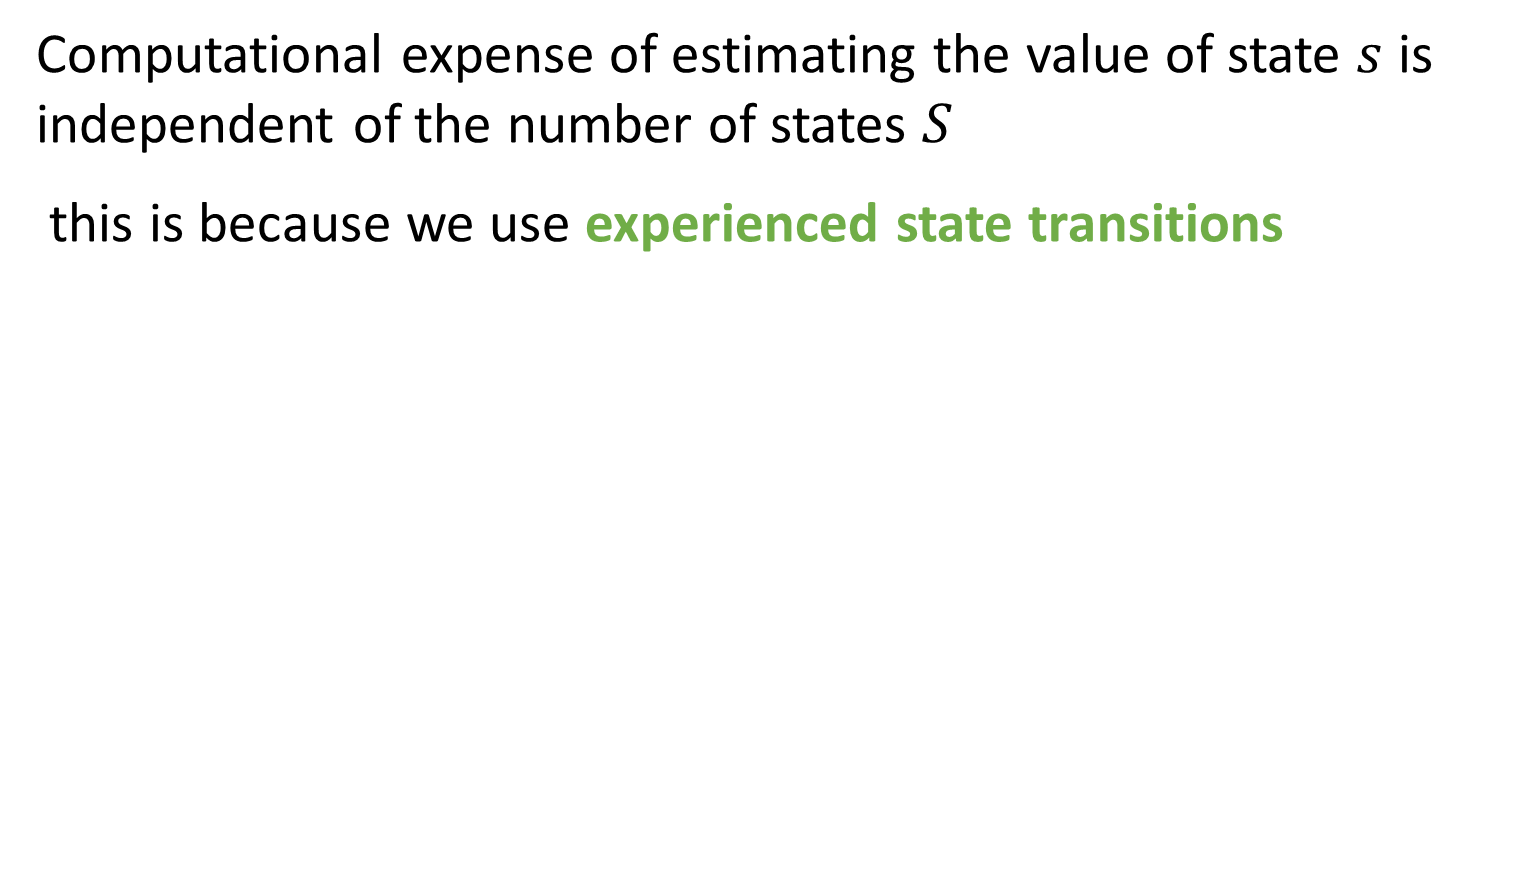 Computational expense of estimating the value of state s is
independent of the number of states S
this is because we use experienced state transitions